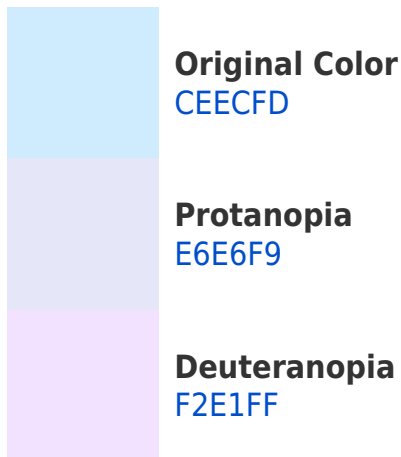 Original Color
CEECFD
Protanopia
E6E6F9
Deuteranopia
F2E1FF